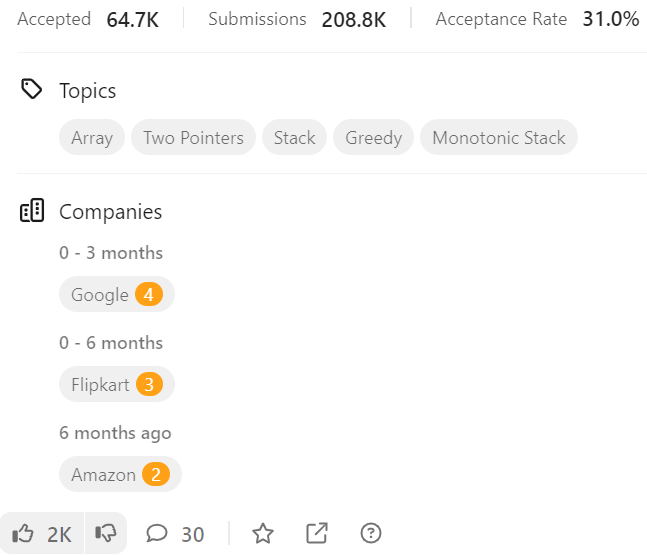 Accepted 64.7K Submissions 208.8K Acceptance Rate 31.0%
Topics
Array Two Pointers Stack Greedy Monotonic Stack
Companies
0 - 3 months
Google 4
0 - 6 months
Flipkart 3
6 months ago
Amazon 2
2K 30